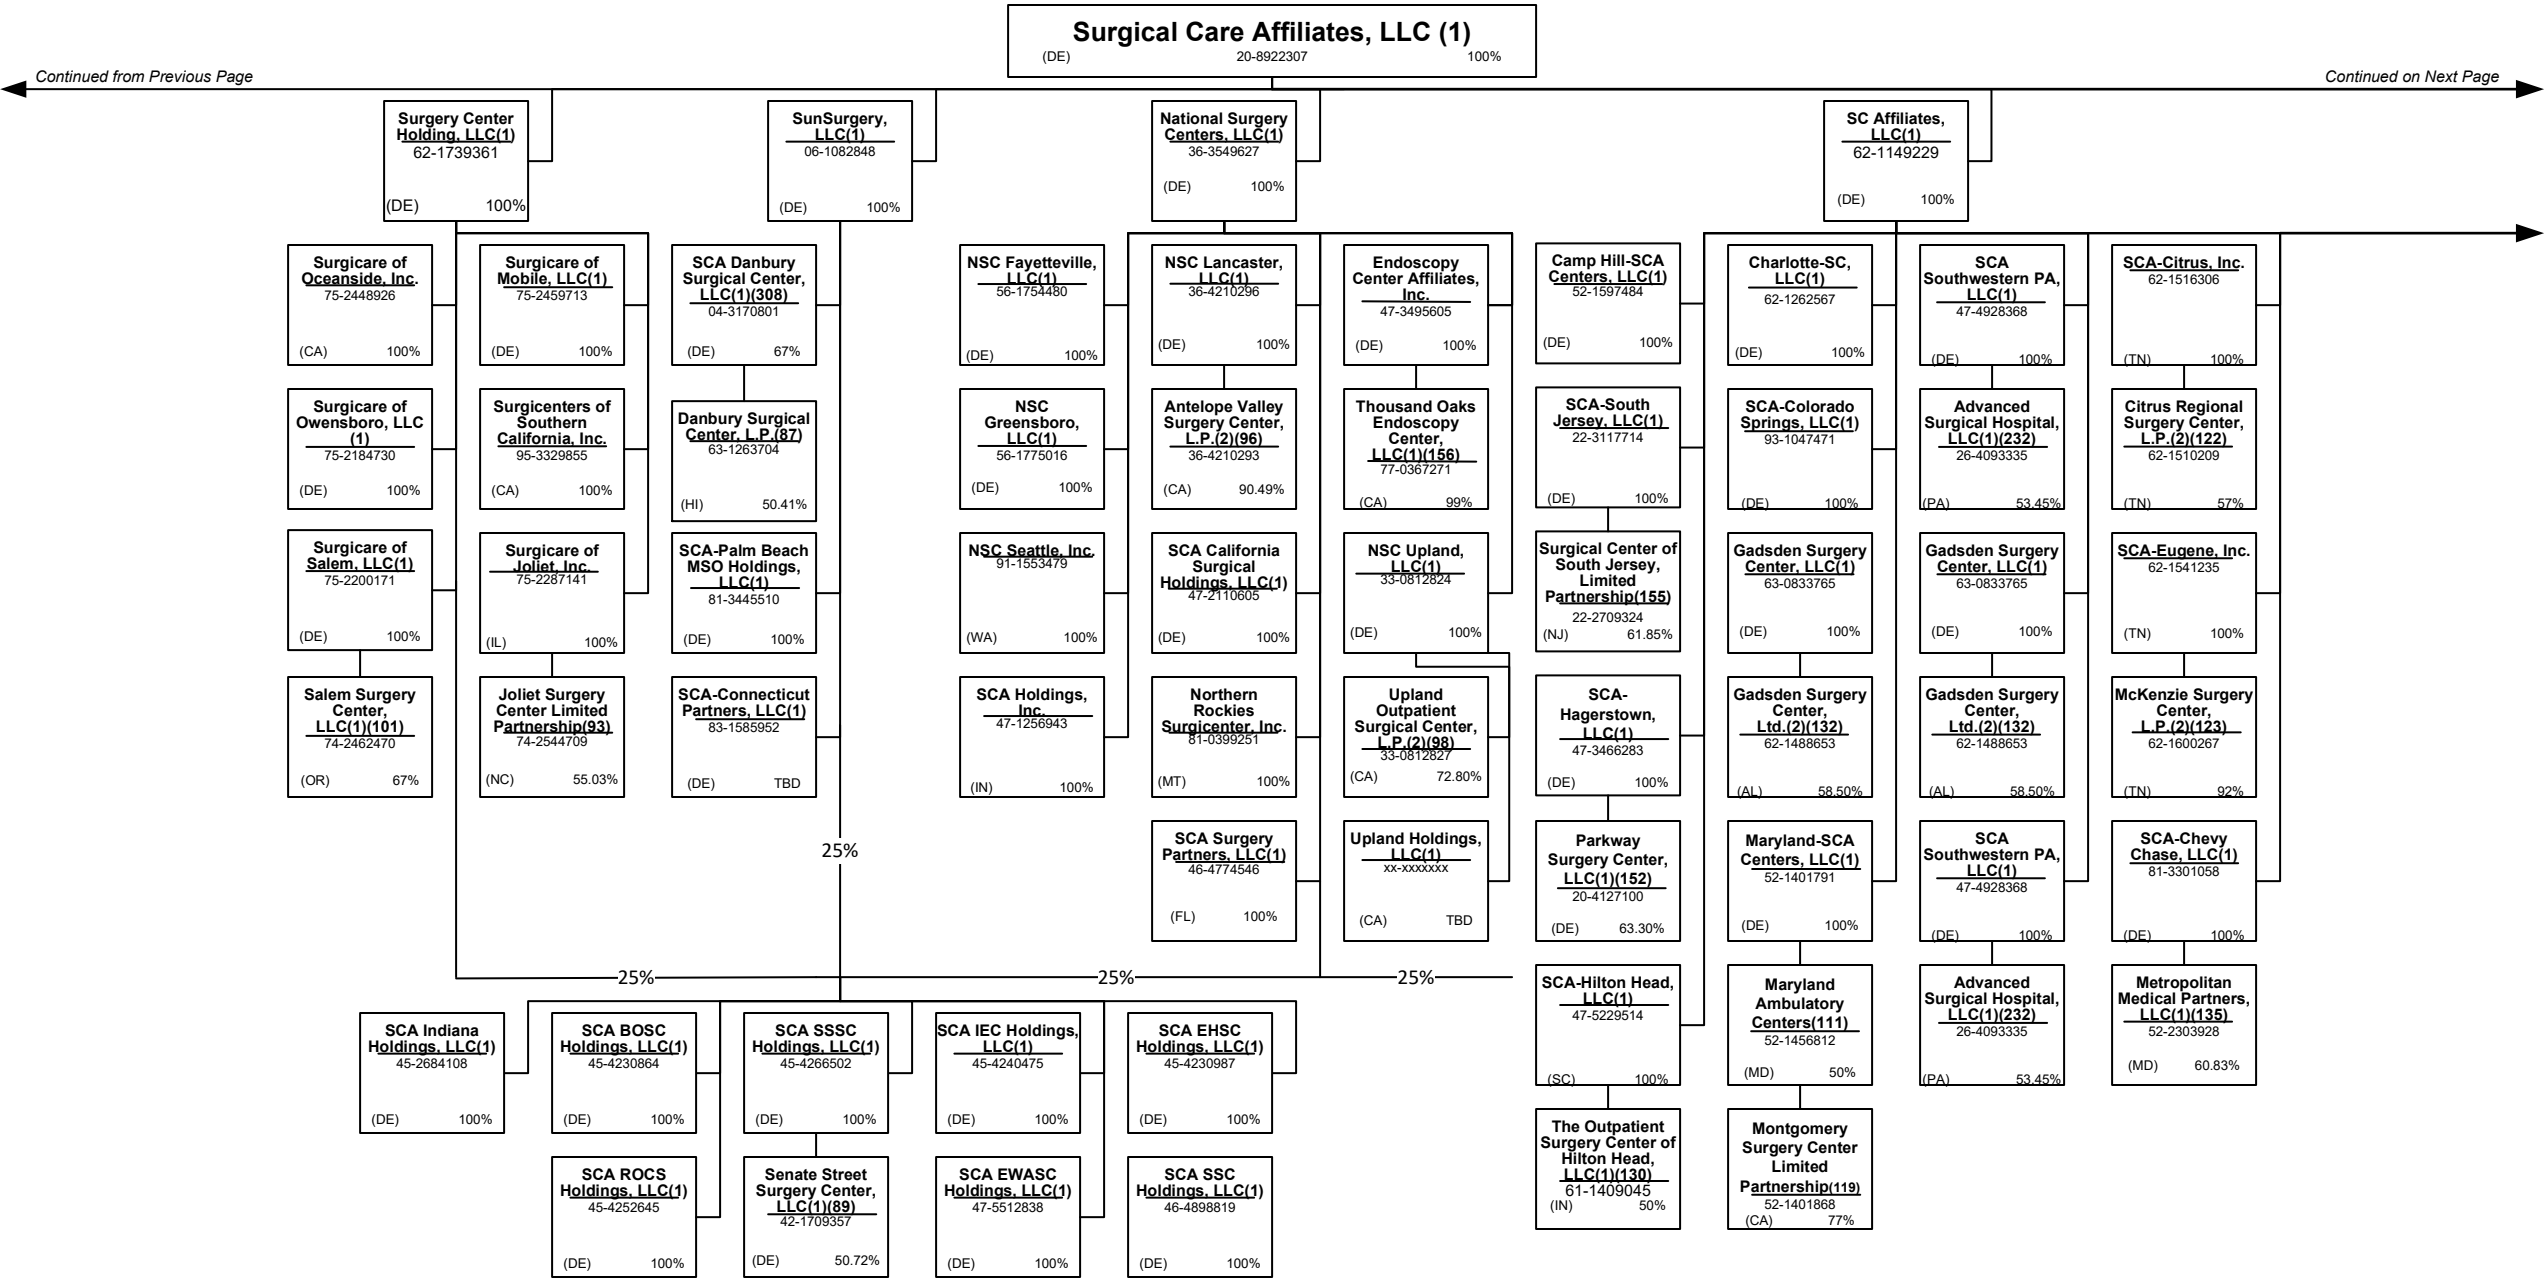 Surgical Care Affiliates, LLC (1)
(DE) 20-8922307 100%
Continued from Previous Page
Continued on Next Page
Surgery Center
Holding, LLC(1)
62-1739361
(DE) 100%
SunSurgery,
LLC(1)
06-1082848
(DE) 100%
National Surgery
Centers, LLC(1)
36-3549627
(DE) 100%
SC Affiliates,
LLC(1)
62-1149229
(DE) 100%
Surgicare of
Oceanside, Inc.
75-2448926
(CA) 100%
Surgicare of
Mobile, LLC(1)
75-2459713
(DE) 100%
SCA Danbury
Surgical Center,
LLC(1)(308)
04-3170801
(DE) 67%
NSC Fayetteville,
LLC(1)
56-1754480
(DE) 100%
NSC Lancaster,
LLC(1)
36-4210296
(DE) 100%
Endoscopy
Center Affiliates,
Inc.
47-3495605
(DE) 100%
Camp Hill-SCA
Centers, LLC(1)
52-1597484
(DE) 100%
Charlotte-SC,
LLC(1)
62-1262567
(DE) 100%
SCA
Southwestern PA,
LLC(1)
47-4928368
(DE) 100%
SCA-Citrus, Inc.
62-1516306
(TN) 100%
Surgicare of
Owensboro, LLC
(1)
75-2184730
(DE) 100%
Surgicenters of
Southern
California, Inc.
95-3329855
(CA) 100%
Danbury Surgical
Center, L.P.(87)
63-1263704
(HI) 50.41%
NSC
Greensboro,
LLC(1)
56-1775016
(DE) 100%
Antelope Valley
Surgery Center,
L.P.(2)(96)
36-4210293
(CA) 90.49%
Thousand Oaks
Endoscopy
Center,
LLC(1)(156)
77-0367271
(CA) 99%
SCA-South
Jersey, LLC(1)
22-3117714
(DE) 100%
SCA-Colorado
Springs, LLC(1)
93-1047471
(DE) 100%
Advanced
Surgical Hospital,
LLC(1)(232)
26-4093335
(PA) 53.45%
Citrus Regional
Surgery Center,
L.P.(2)(122)
62-1510209
(TN) 57%
Surgicare of
Salem, LLC(1)
75-2200171
(DE) 100%
Surgicare of
Joliet, Inc.
75-2287141
(IL) 100%
SCA-Palm Beach
MSO Holdings,
LLC(1)
81-3445510
(DE) 100%
NSC Seattle, Inc.
91-1553479
(WA) 100%
SCA California
Surgical
Holdings, LLC(1)
47-2110605
(DE) 100%
NSC Upland,
LLC(1)
33-0812824
(DE) 100%
Surgical Center of
South Jersey,
Limited
Partnership(155)
22-2709324
(NJ) 61.85%
Gadsden Surgery
Center, LLC(1)
63-0833765
(DE) 100%
Gadsden Surgery
Center, LLC(1)
63-0833765
(DE) 100%
SCA-Eugene, Inc.
62-1541235
(TN) 100%
Salem Surgery
Center,
LLC(1)(101)
74-2462470
(OR) 67%
Joliet Surgery
Center Limited
Partnership(93)
74-2544709
(NC) 55.03%
SCA-Connecticut
Partners, LLC(1)
83-1585952
(DE) TBD
SCA Holdings,
Inc.
47-1256943
(IN) 100%
Northern
Rockies
Surgicenter, Inc.
81-0399251
(MT) 100%
Upland
Outpatient
Surgical Center,
L.P.(2)(98)
33-0812827
(CA) 72.80%
SCA-
Hagerstown,
LLC(1)
47-3466283
(DE) 100%
Gadsden Surgery
Center,
Ltd.(2)(132)
62-1488653
(AL) 58.50%
Gadsden Surgery
Center,
Ltd.(2)(132)
62-1488653
(AL) 58.50%
McKenzie Surgery
Center,
L.P.(2)(123)
62-1600267
(TN) 92%
25%
SCA Surgery
Partners, LLC(1)
46-4774546
(FL) 100%
Upland Holdings,
LLC(1)
xx-xxxxxxx
(CA) TBD
Parkway
Surgery Center,
LLC(1)(152)
20-4127100
(DE) 63.30%
Maryland-SCA
Centers, LLC(1)
52-1401791
(DE) 100%
SCA
Southwestern PA,
LLC(1)
47-4928368
(DE) 100%
SCA-Chevy
Chase, LLC(1)
81-3301058
(DE) 100%
25% 25% 25%
SCA Indiana
Holdings, LLC(1)
45-2684108
(DE) 100%
SCA BOSC
Holdings, LLC(1)
45-4230864
(DE) 100%
SCA SSSC
Holdings, LLC(1)
45-4266502
(DE) 100%
SCA IEC Holdings,
LLC(1)
45-4240475
(DE) 100%
SCA EHSC
Holdings, LLC(1)
45-4230987
(DE) 100%
SCA-Hilton Head,
LLC(1)
47-5229514
(SC) 100%
Maryland
Ambulatory
Centers(111)
52-1456812
(MD) 50%
Advanced
Surgical Hospital,
LLC(1)(232)
26-4093335
(PA) 53.45%
Metropolitan
Medical Partners,
LLC(1)(135)
52-2303928
(MD) 60.83%
SCA ROCS
Holdings, LLC(1)
45-4252645
(DE) 100%
Senate Street
Surgery Center,
LLC(1)(89)
42-1709357
(DE) 50.72%
SCA EWASC
Holdings, LLC(1)
47-5512838
(DE) 100%
SCA SSC
Holdings, LLC(1)
46-4898819
(DE) 100%
The Outpatient
Surgery Center of
Hilton Head,
LLC(1)(130)
61-1409045
(IN) 50%
Montgomery
Surgery Center
Limited
Partnership(119)
52-1401868
(CA) 77%